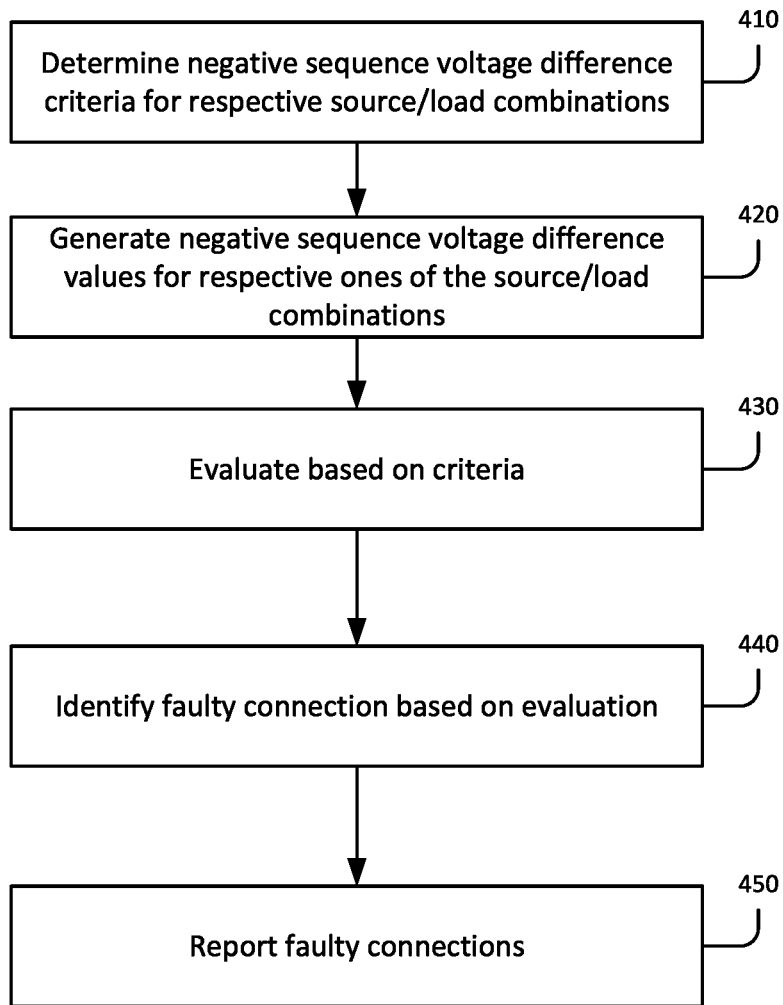 410
Determine negative sequence voltage difference
criteria for respective source/load combinations
420
Generate negative sequence voltage difference
values for respective ones of the source/load
combinations
430
Evaluate based on criteria
440
Identify faulty connection based on evaluation
450
Report faulty connections